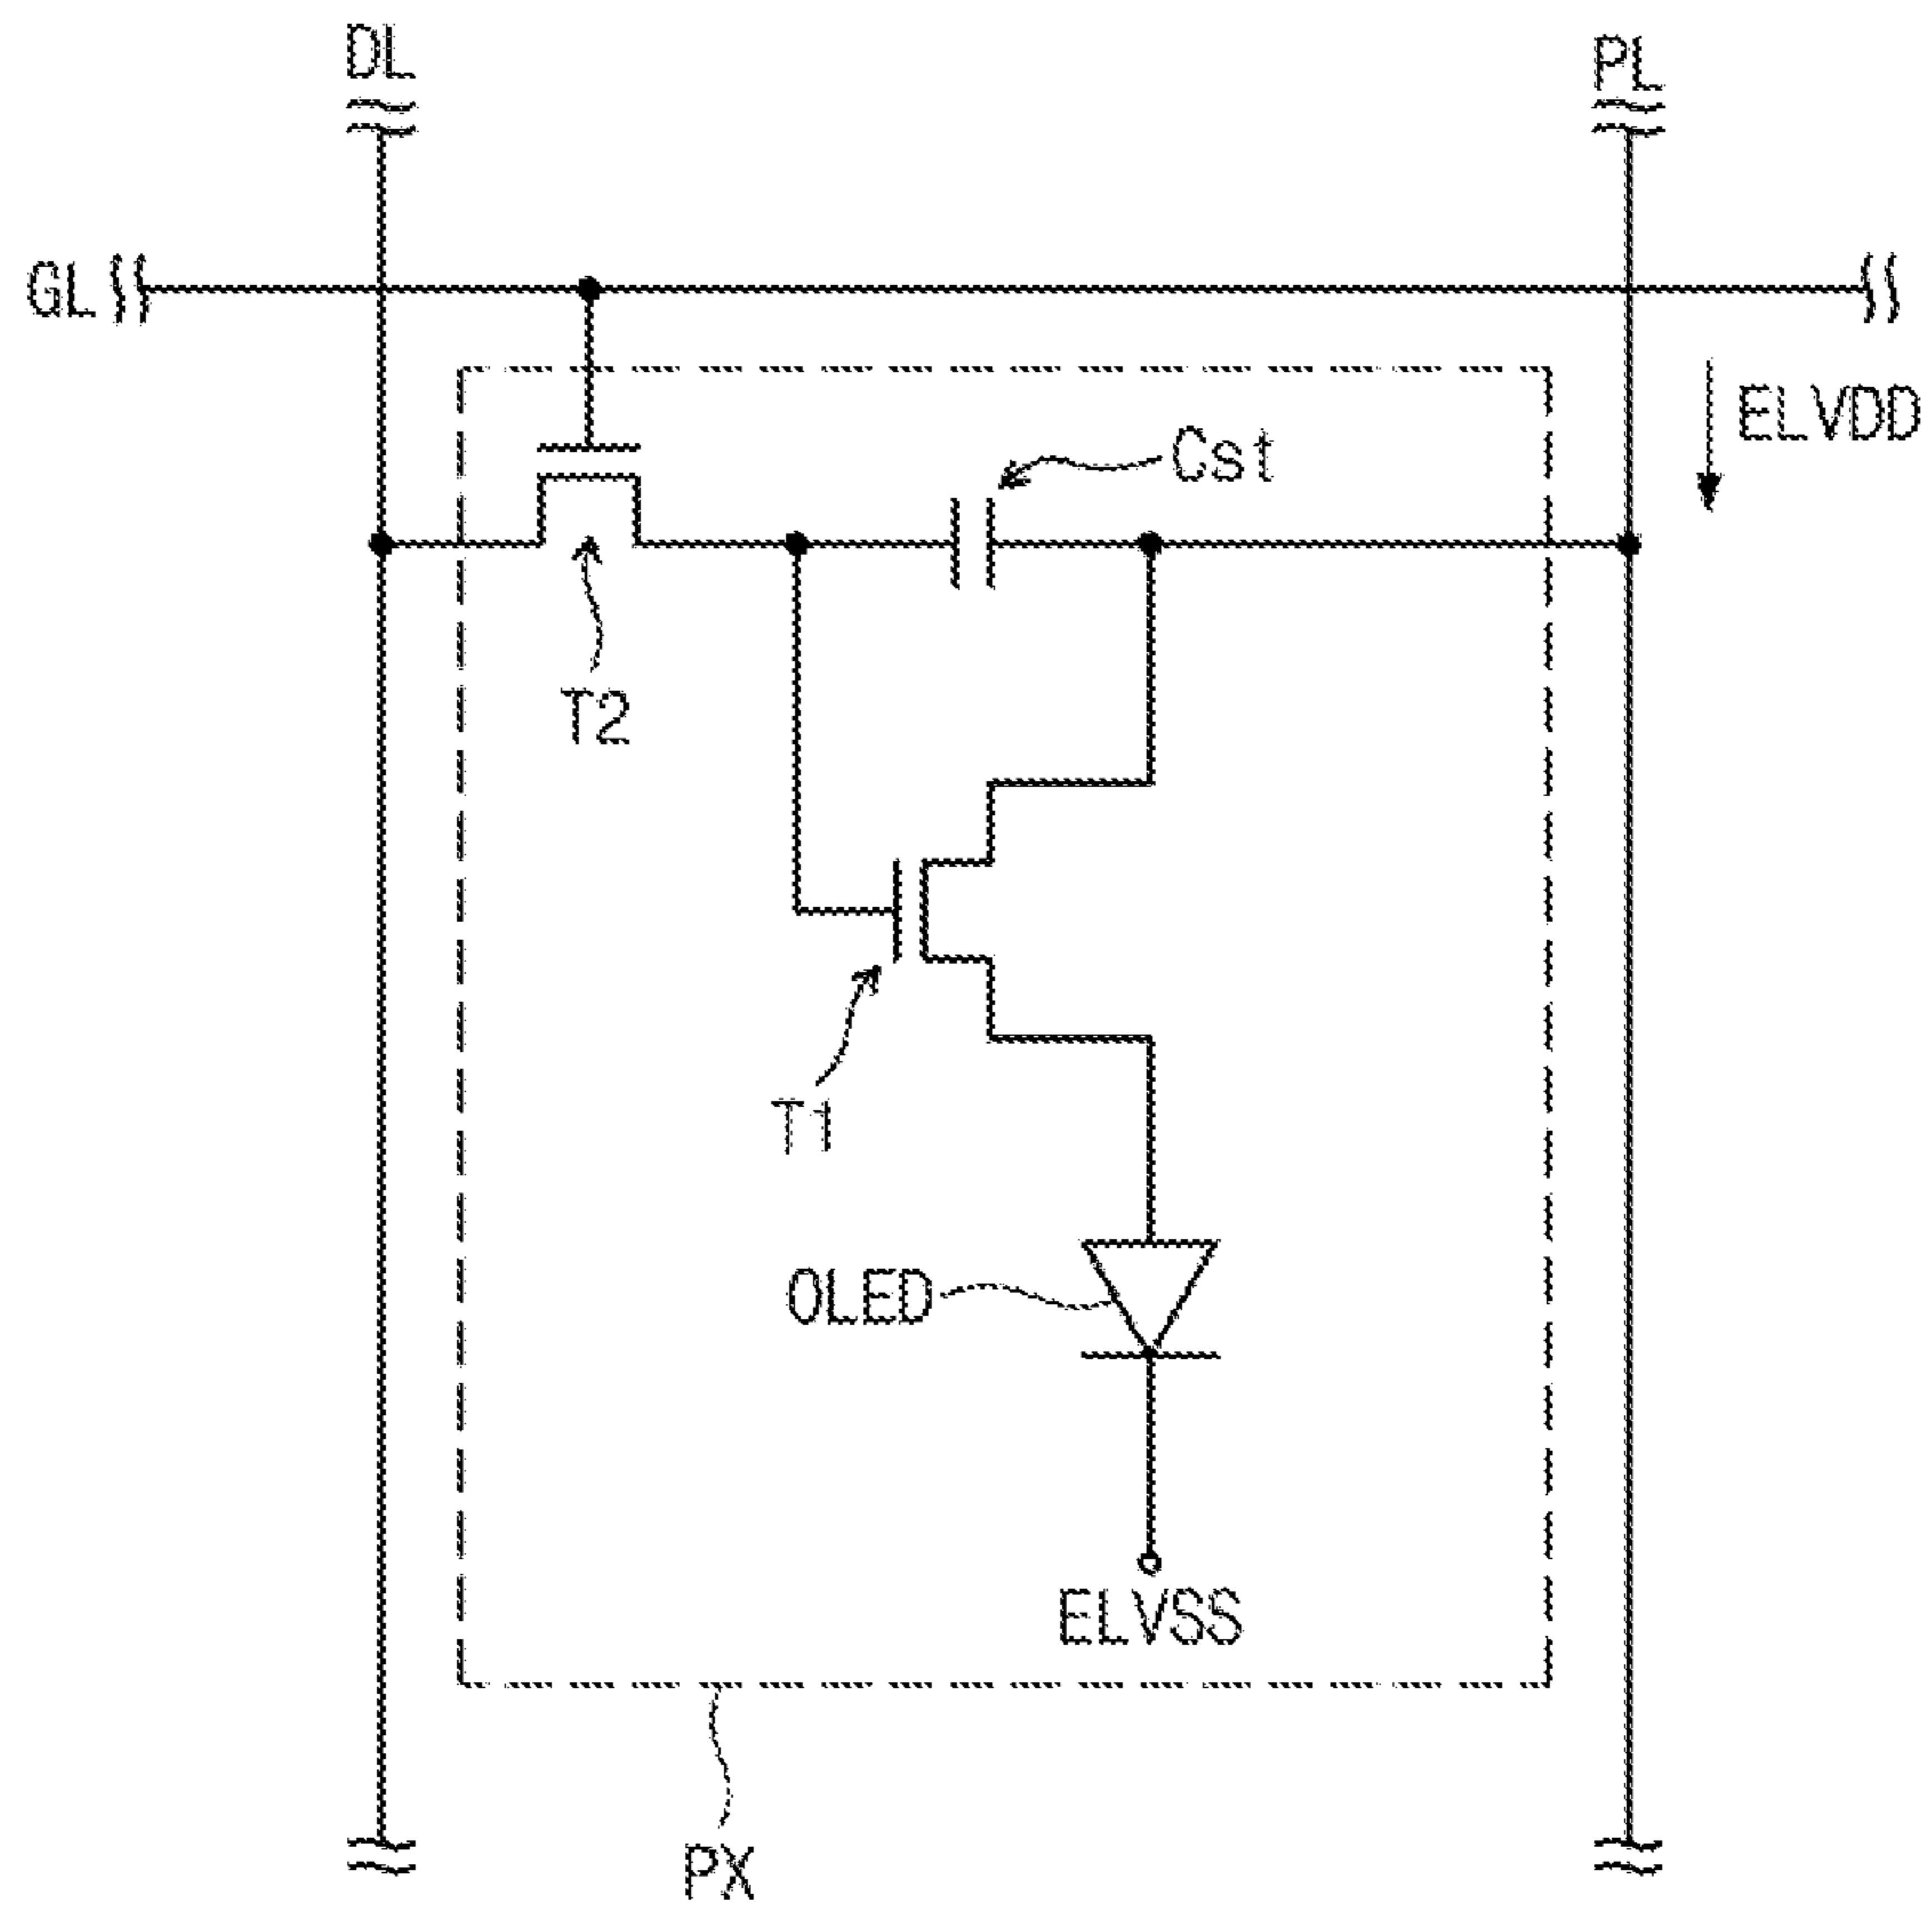 DL
PL
GL
ELVDD
Cst
T2
T1
OLED
ELVSS
PX